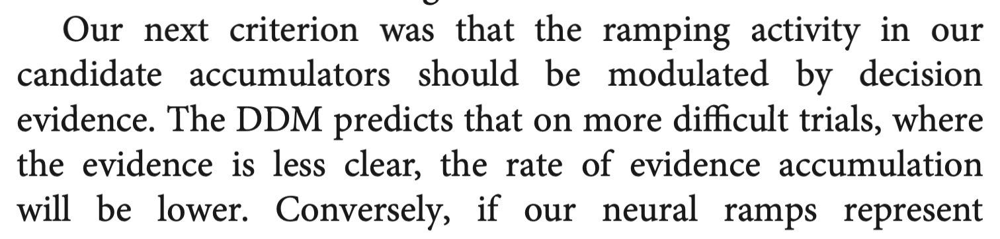 Our next criterion was that the ramping activity in our
candidate accumulators should be modulated by decision
evidence. The DDM predicts that on more difficult trials, where
the evidence is less clear, the rate of evidence accumulation
will be lower. Conversely, if our neural ramps represent